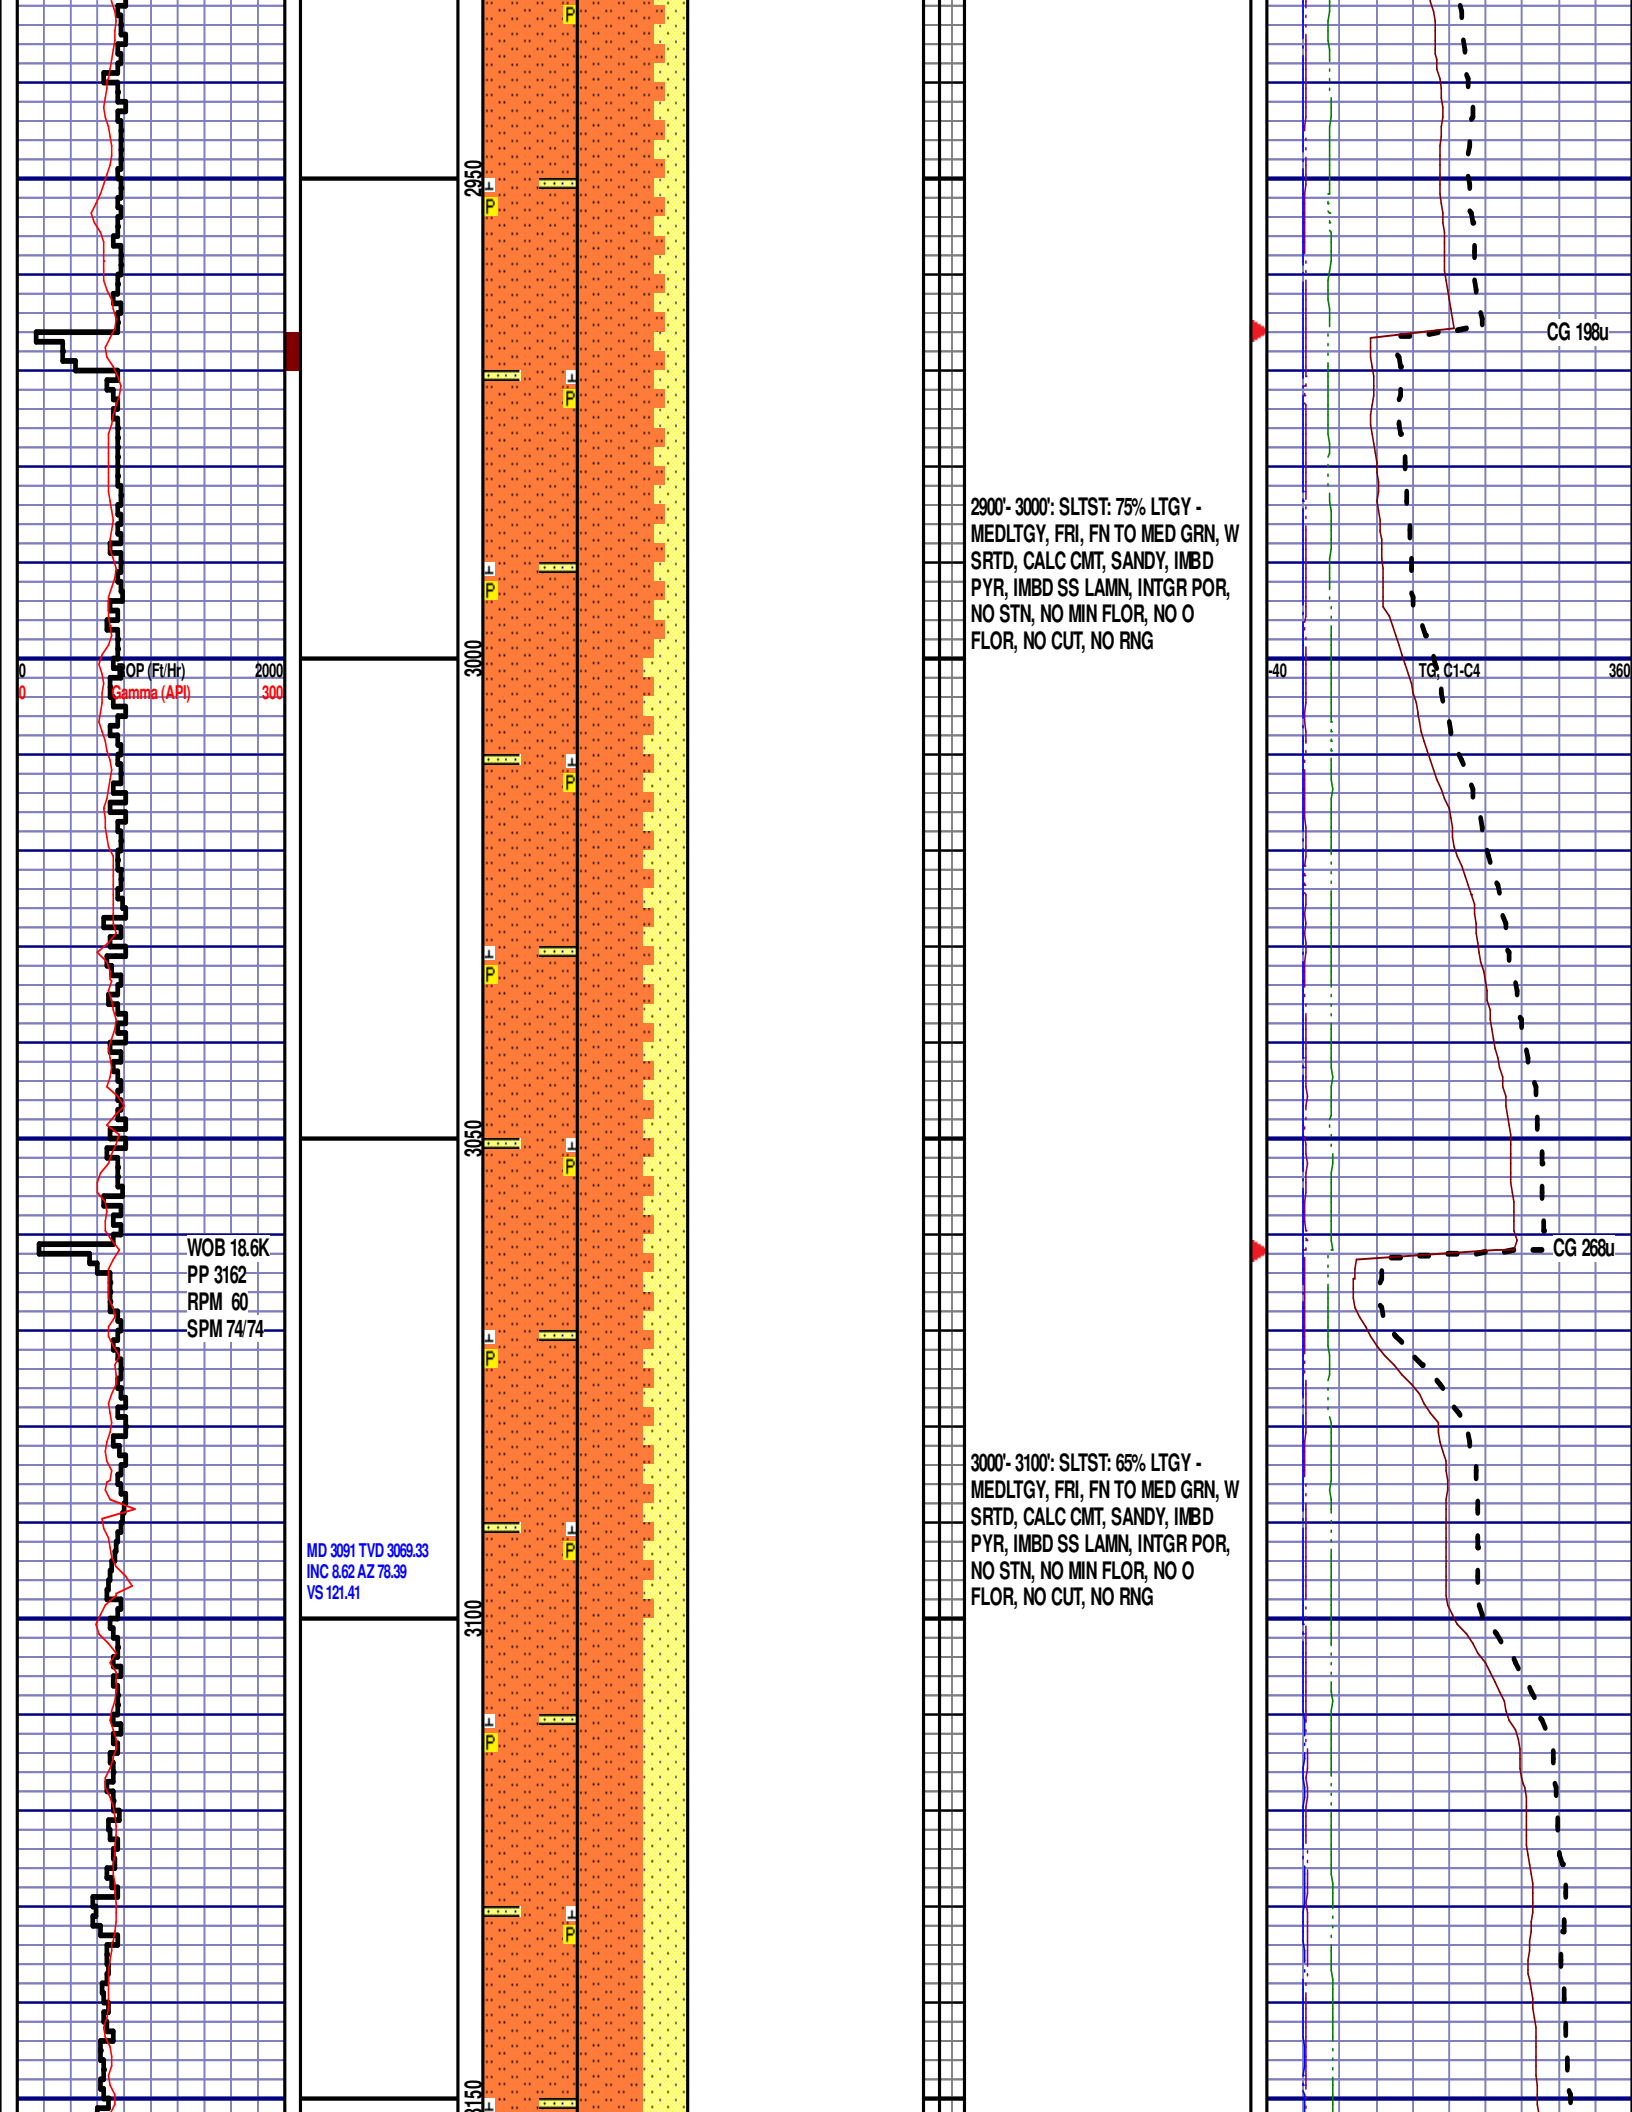 P
2950
P
CG 198u
P
2900'- 3000': SLTST: 75% LTGY -
MEDLTGY, FRI, FN TO MED GRN, W
SRTD, CALC CMT, SANDY, IMBD
PYR, IMBD SS LAMN, INTGR POR,
NO STN, NO MIN FLOR, NO O
FLOR, NO CUT, NO RNG
P
3000
0 ROP (Ft/Hr) 2000
0 Gamma (API) 300
-40 TG, C1-C4 360
P
P
3050
P
WOB 18.6K
PP 3162
RPM 60
SPM 74/74
CG 268u
P
3000'- 3100': SLTST: 65% LTGY -
MEDLTGY, FRI, FN TO MED GRN, W
SRTD, CALC CMT, SANDY, IMBD
PYR, IMBD SS LAMN, INTGR POR,
NO STN, NO MIN FLOR, NO O
FLOR, NO CUT, NO RNG
P
MD 3091 TVD 3069.33
INC 8.62 AZ 78.39
VS 121.41
3100
P
P
3150